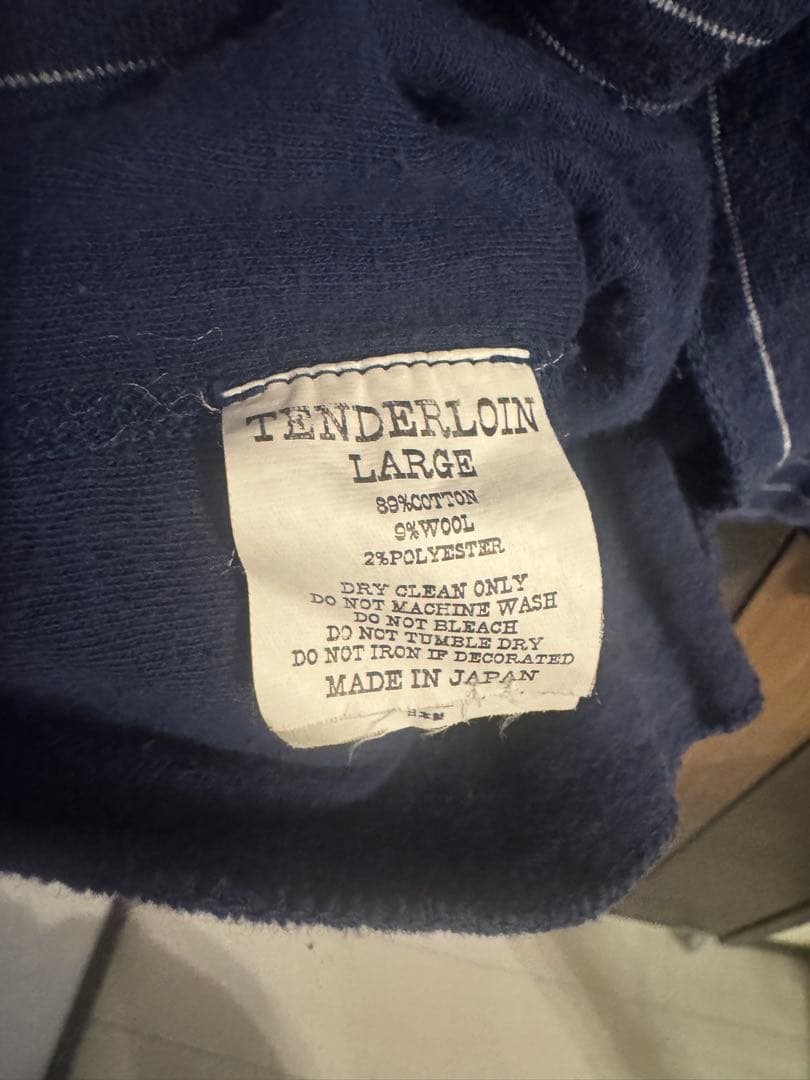 TENDERLOIN
LARGE
89%COTTON
9%WOOL
2%POLYESTER
DRY CLEAN ONLY
DO NOT MACHINE WASH
DO NOT BLEACH
DO NOT TUMBLE DRY
DO NOT IRON IF DECORATED
MADE IN JAPAN